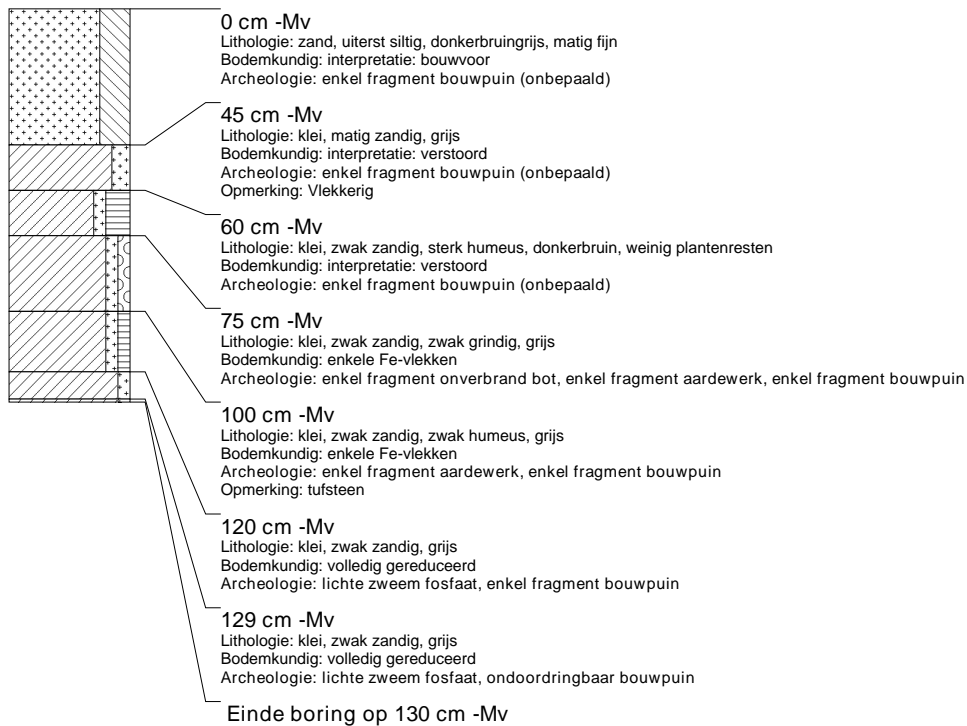 0 cm -Mv
Lithologie: zand, uiterst siltig, donkerbruingrijs, matig fijn
Bodemkundig: interpretatie: bouwvoor
Archeologie: enkel fragment bouwpuin (onbepaald)
45 cm -Mv
Lithologie: klei, matig zandig, grijs
Bodemkundig: interpretatie: verstoord
Archeologie: enkel fragment bouwpuin (onbepaald)
Opmerking: Vlekkerig
60 cm -Mv
Lithologie: klei, zwak zandig, sterk humeus, donkerbruin, weinig plantenresten
Bodemkundig: interpretatie: verstoord
Archeologie: enkel fragment bouwpuin (onbepaald)
75 cm -Mv
Lithologie: klei, zwak zandig, zwak grindig, grijs
Bodemkundig: enkele Fe-vlekken
Archeologie: enkel fragment onverbrand bot, enkel fragment aardewerk, enkel fragment bouwpuin
100 cm -Mv
Lithologie: klei, zwak zandig, zwak humeus, grijs
Bodemkundig: enkele Fe-vlekken
Archeologie: enkel fragment aardewerk, enkel fragment bouwpuin
Opmerking: tufsteen
120 cm -Mv
Lithologie: klei, zwak zandig, grijs
Bodemkundig: volledig gereduceerd
Archeologie: lichte zweem fosfaat, enkel fragment bouwpuin
129 cm -Mv
Lithologie: klei, zwak zandig, grijs
Bodemkundig: volledig gereduceerd
Archeologie: lichte zweem fosfaat, ondoordringbaar bouwpuin
Einde boring op 130 cm -Mv